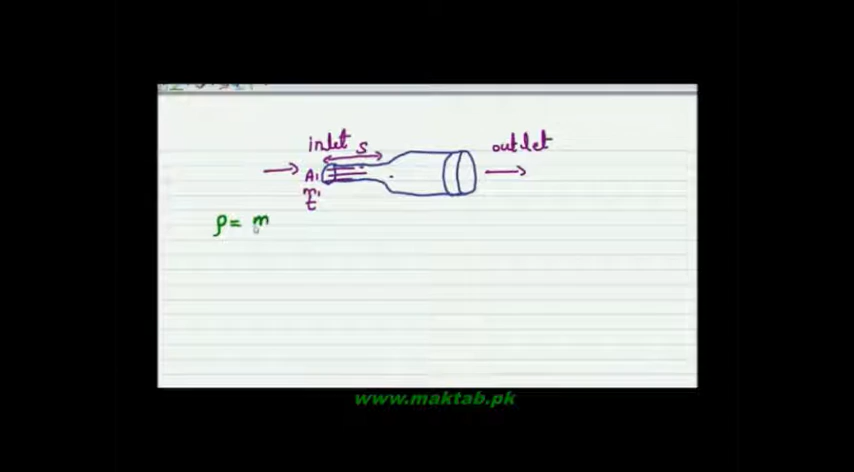 inlet S
outlet
A₁
t
ρ = m
www.maktab.pk